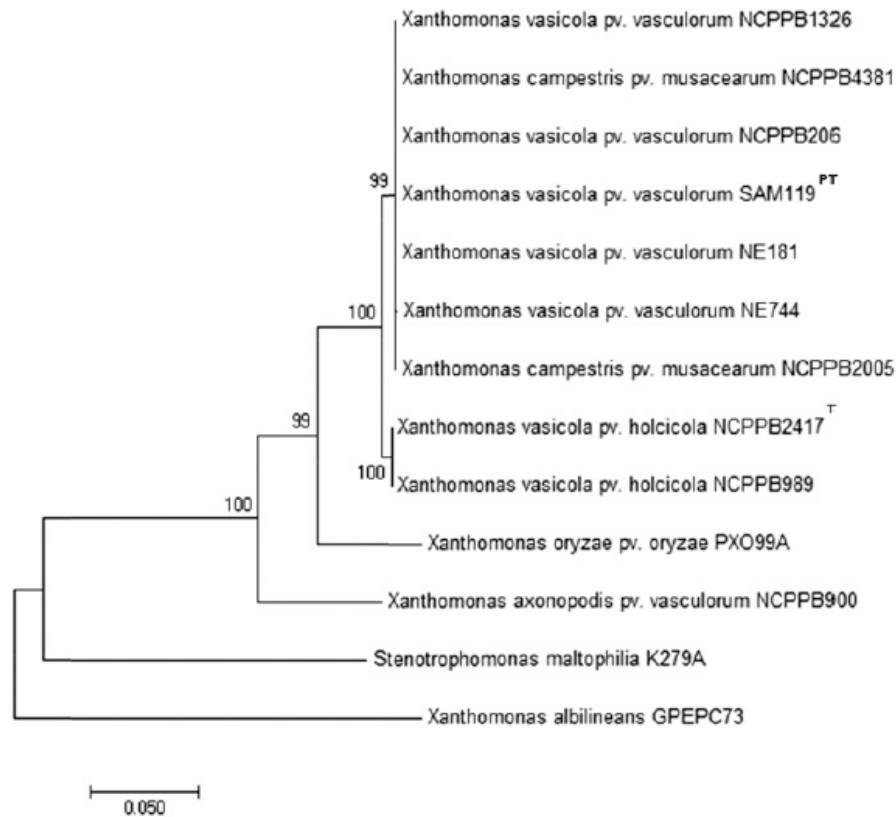 Xanthomonas vasicola pv. vasculorum NCPPB1326
Xanthomonas campestris pv. musacearum NCPPB4381
Xanthomonas vasicola pv. vasculorum NCPPB206
99
Xanthomonas vasicola pv. vasculorum SAM119 PT
Xanthomonas vasicola pv. vasculorum NE181
100
Xanthomonas vasicola pv. vasculorum NE744
Xanthomonas campestris pv. musacearum NCPPB2005
99
Xanthomonas vasicola pv. holcicola NCPPB2417 T
100
Xanthomonas vasicola pv. holcicola NCPPB989
100
Xanthomonas oryzae pv. oryzae PXO99A
Xanthomonas axonopodis pv. vasculorum NCPPB900
Stenotrophomonas maltophilia K279A
Xanthomonas albilineans GPEPC73
0.050